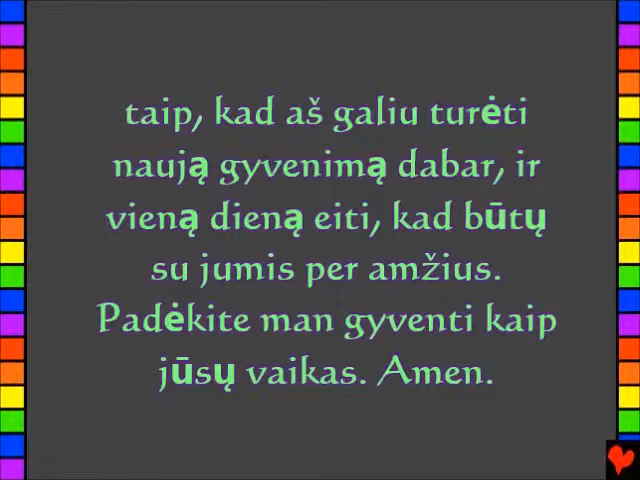 taip, kad aš galiu turėti
naują gyvenimą dabar, ir
vieną dieną eiti, kad būtų
su jumis per amžius.
Padėkite man gyventi kaip
jūsų vaikas. Amen.